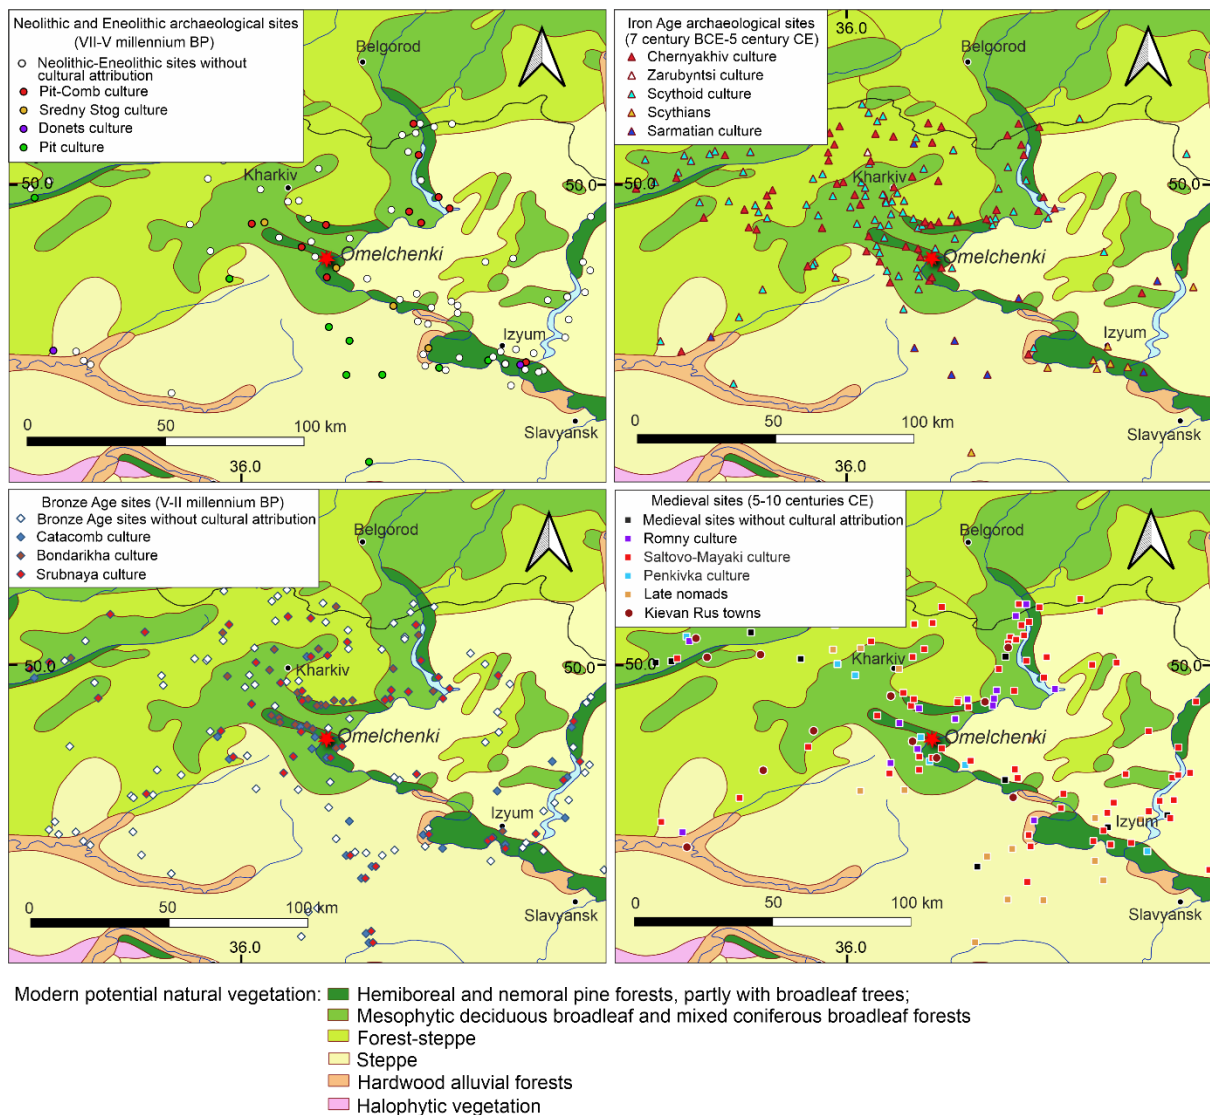 Neolithic and Eneolithic archaeological sites
(VII-V millennium BP)
Neolithic-Eneolithic sites without
cultural attribution
Pit-Comb culture
Sredny Stog culture
Donets culture
Pit culture
Belgorod
50.0
50.0
Kharkiv
Omelchenki
Izyum
Slavyansk
0
50
100 km
36.0
Iron Age archaeological sites
(7 century BCE-5 century CE)
Chernyakhiv culture
Zarubyntsi culture
Scythoid culture
Scythians
Sarmatian culture
36.0
Belgorod
50.0
50.0
Kharkiv
Omelchenki
Izyum
Slavyansk
0
50
100 km
Bronze Age sites (V-II millennium BP)
Bronze Age sites without cultural attribution
Catacomb culture
Bondarikha culture
Srubnaya culture
Belgorod
50.0
50.0
Kharkiv
Omelchenki
Izyum
Slavyansk
0
50
100 km
36.0
Medieval sites (5-10 centuries CE)
Medieval sites without cultural attribution
Romny culture
Saltovo-Mayaki culture
Penkivka culture
Late nomads
Kievan Rus towns
Belgorod
50.0
50.0
Kharkiv
Omelchenki
Izyum
Slavyansk
0
50
100 km
36.0
Modern potential natural vegetation:
Hemiboreal and nemoral pine forests, partly with broadleaf trees;
Mesophytic deciduous broadleaf and mixed coniferous broadleaf forests
Forest-steppe
Steppe
Hardwood alluvial forests
Halophytic vegetation